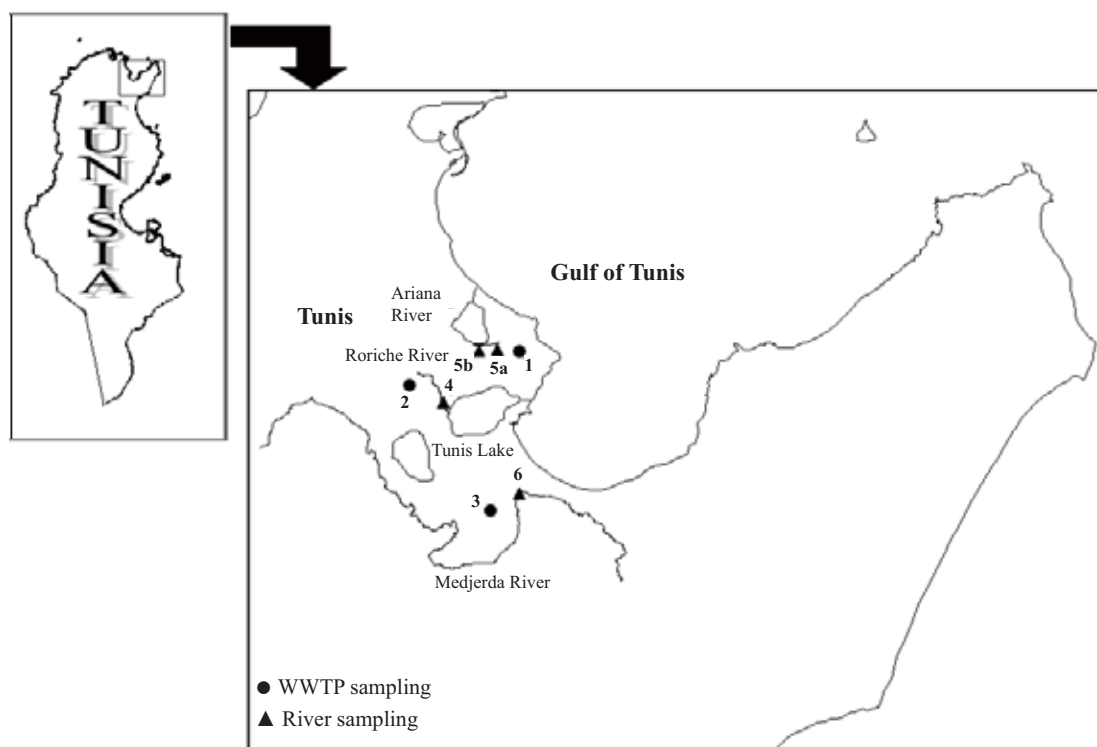 TUNISIA
Gulf of Tunis
Ariana
River
Tunis
Roriche River
5b
5a
1
2
4
Tunis Lake
6
3
Medjerda River
WWTP sampling
River sampling